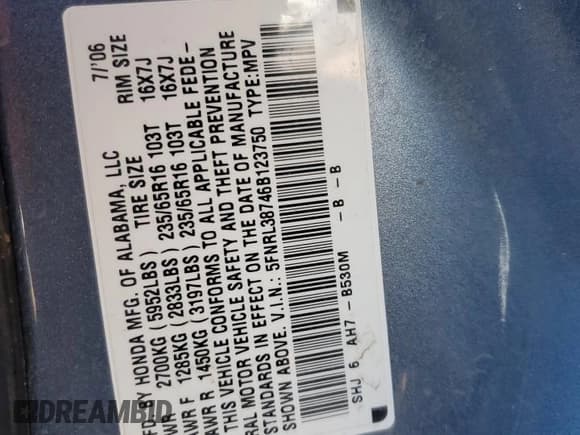 MFD. BY HONDA MFG. OF ALABAMA, LLC 7/'06
2700KG (5952LBS) TIRE SIZE RIM SIZE
AWR F 1285KG (2833LBS) 235/65R16 103T 16X7J
AWR R 1450KG (3197LBS) 235/65R16 103T 16X7J
THIS VEHICLE CONFORMS TO ALL APPLICABLE FEDE-
RAL MOTOR VEHICLE SAFETY AND THEFT PREVENTION
STANDARDS IN EFFECT ON THE DATE OF MANUFACTURE
SHOWN ABOVE. V.I.N.: 5FNRL38746B123750 TYPE:MPV
SHJ 6 AH7 - B530M - B - B
DREAMBID